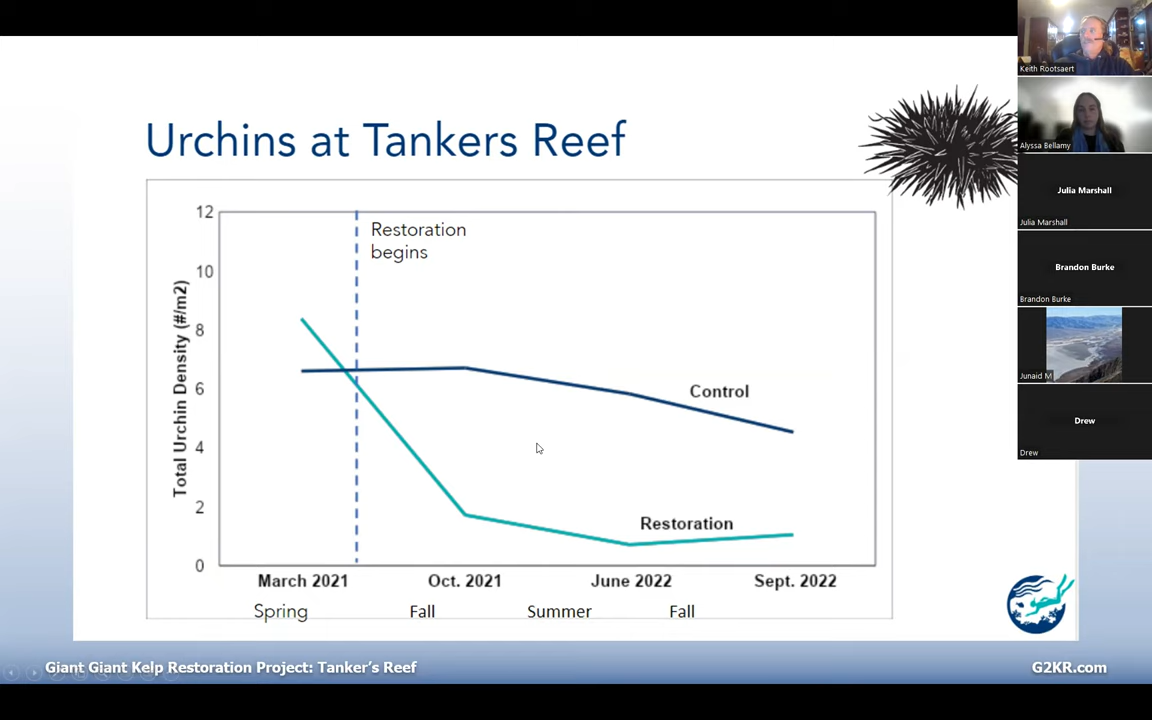 Urchins at Tankers Reef
Restoration
begins
Total Urchin Density (#/m2)
12
10
8
6
4
2
0
Control
Restoration
March 2021 Oct. 2021 June 2022 Sept. 2022
Spring Fall Summer Fall
Giant Giant Kelp Restoration Project: Tanker's Reef
G2KR.com
Keith Rootsaert
Alyssa Bellamy
Julia Marshall
Julia Marshall
Brandon Burke
Brandon Burke
Junaid M
Drew
Drew